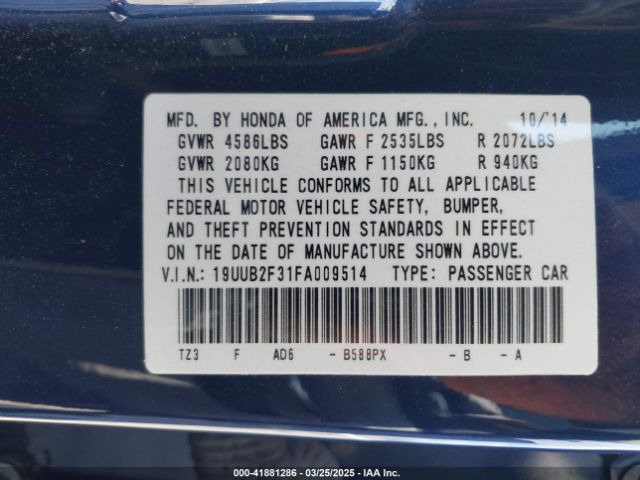 MFD. BY HONDA OF AMERICA MFG., INC. 10/'14
GVWR 4586LBS GAWR F 2535LBS R 2072LBS
GVWR 2080KG GAWR F 1150KG R 940KG
THIS VEHICLE CONFORMS TO ALL APPLICABLE
FEDERAL MOTOR VEHICLE SAFETY, BUMPER,
AND THEFT PREVENTION STANDARDS IN EFFECT
ON THE DATE OF MANUFACTURE SHOWN ABOVE.
V.I.N.: 19UUB2F31FA009514 TYPE: PASSENGER CAR
TZ3 F AD6 - B588PX - B - A
000-41881286 - 03/25/2025 - IAA Inc.